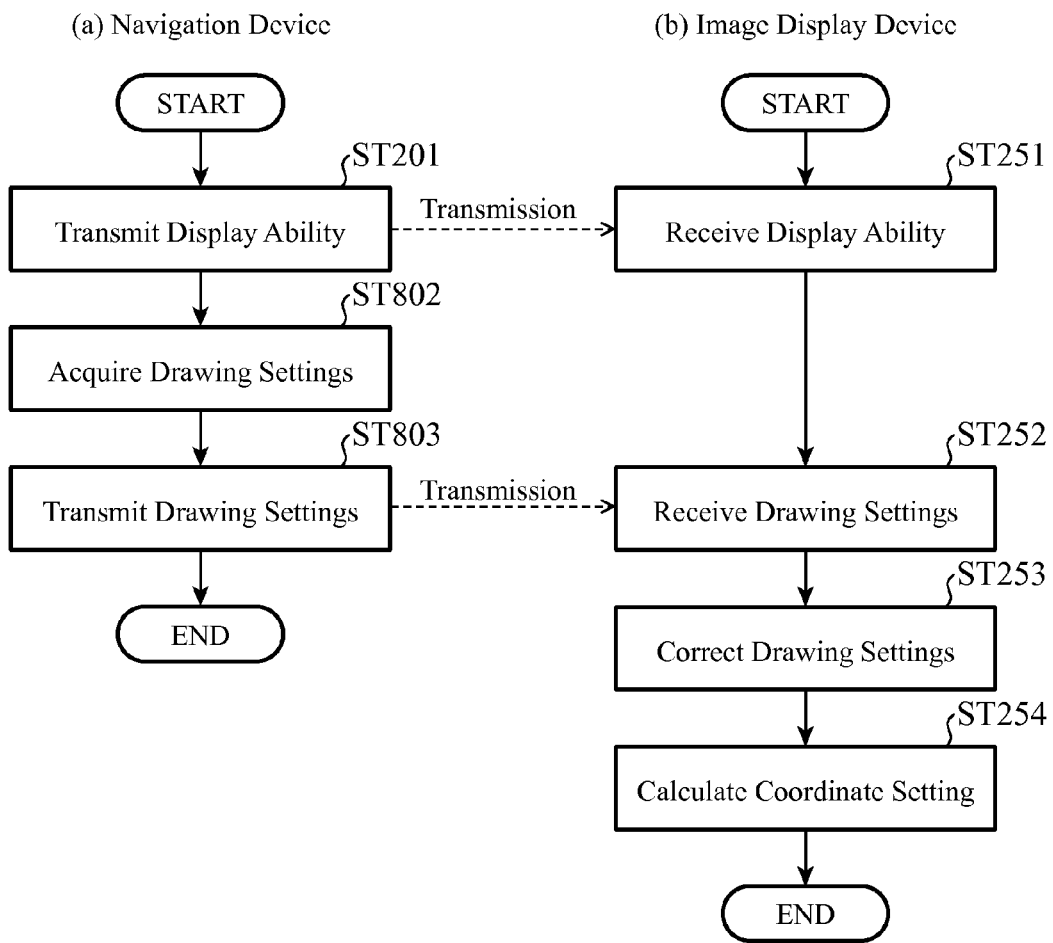 (a) Navigation Device
(b) Image Display Device
START
START
ST201
ST251
Transmit Display Ability
Transmission
Receive Display Ability
ST802
Acquire Drawing Settings
ST803
ST252
Transmit Drawing Settings
Transmission
Receive Drawing Settings
ST253
END
Correct Drawing Settings
ST254
Calculate Coordinate Setting
END